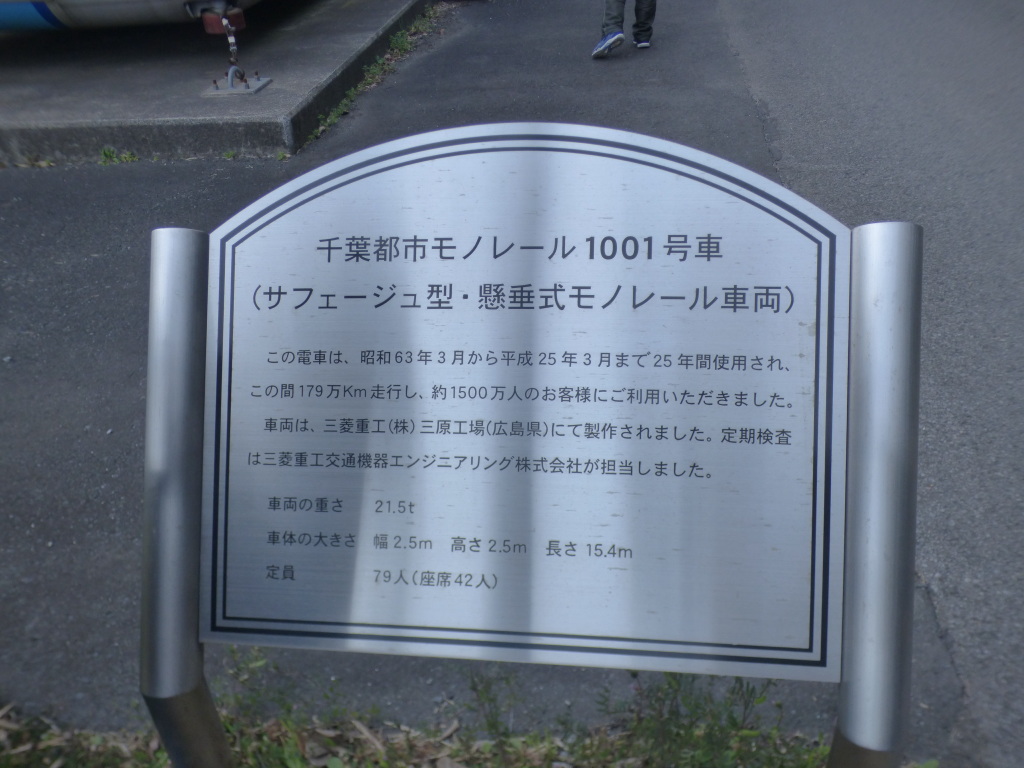 千葉都市モノレール1001号車
(サフェージュ型・懸垂式モノレール車両)
この電車は、昭和63年3月から平成25年3月まで25年間使用され、
この間179万Km走行し、約1500万人のお客様にご利用いただきました。
車両は、三菱重工(株)三原工場(広島県)にて製作されました。定期検査
は三菱重工交通機器エンジニアリング株式会社が担当しました。
車両の重さ 21.5t
車体の大きさ 幅2.5m 高さ2.5m 長さ15.4m
定員 79人(座席42人)